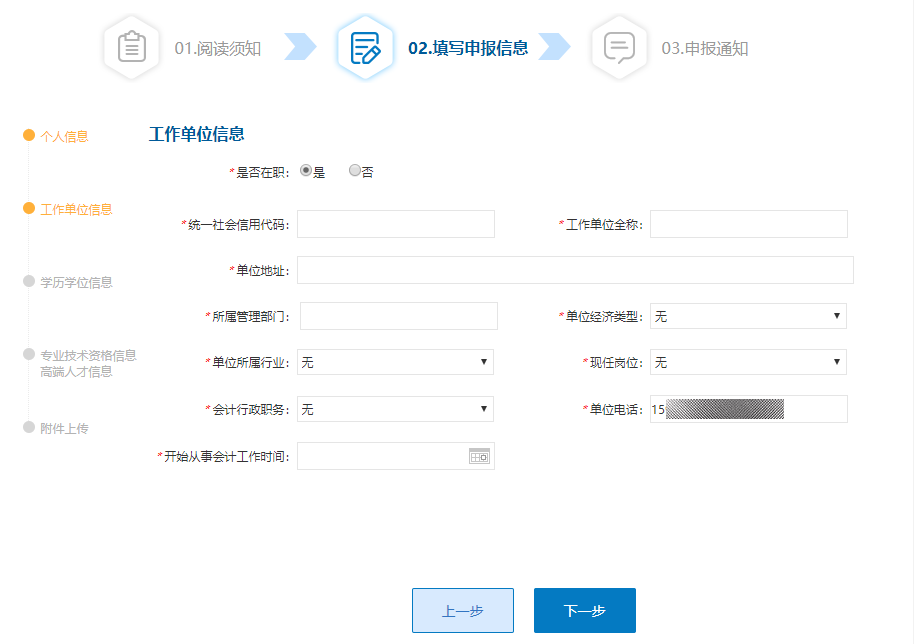 01.阅读须知
02.填写申报信息
03.申报通知
个人信息
工作单位信息
学历学位信息
专业技术资格信息
高端人才信息
附件上传
工作单位信息
*是否在职： 是 否
*统一社会信用代码： *工作单位全称：
*单位地址：
*所属管理部门： *单位经济类型： 无
*单位所属行业： 无 *现任岗位： 无
*会计行政职务： 无 *单位电话： 15
*开始从事会计工作时间：
上一步 下一步